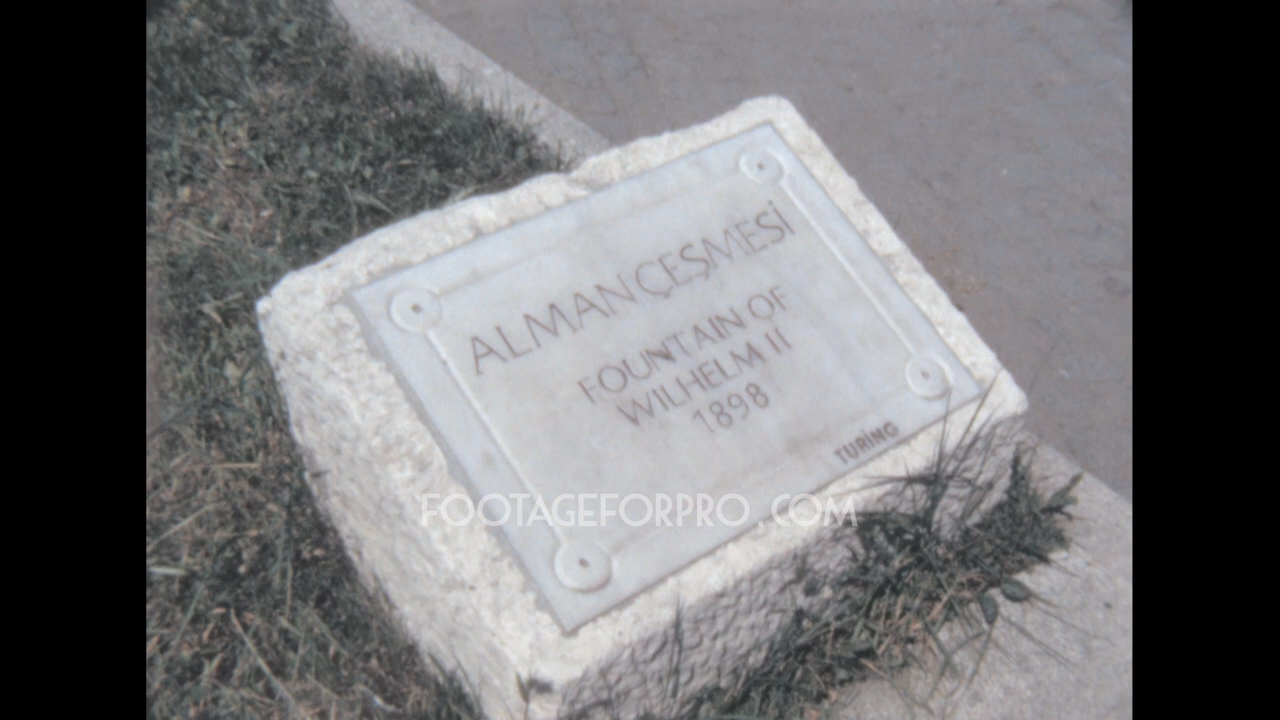 ALMAN ÇEŞMESİ
FOUNTAIN OF
WILHELM II
1898
TURİNG
FOOTAGEFORPRO.COM